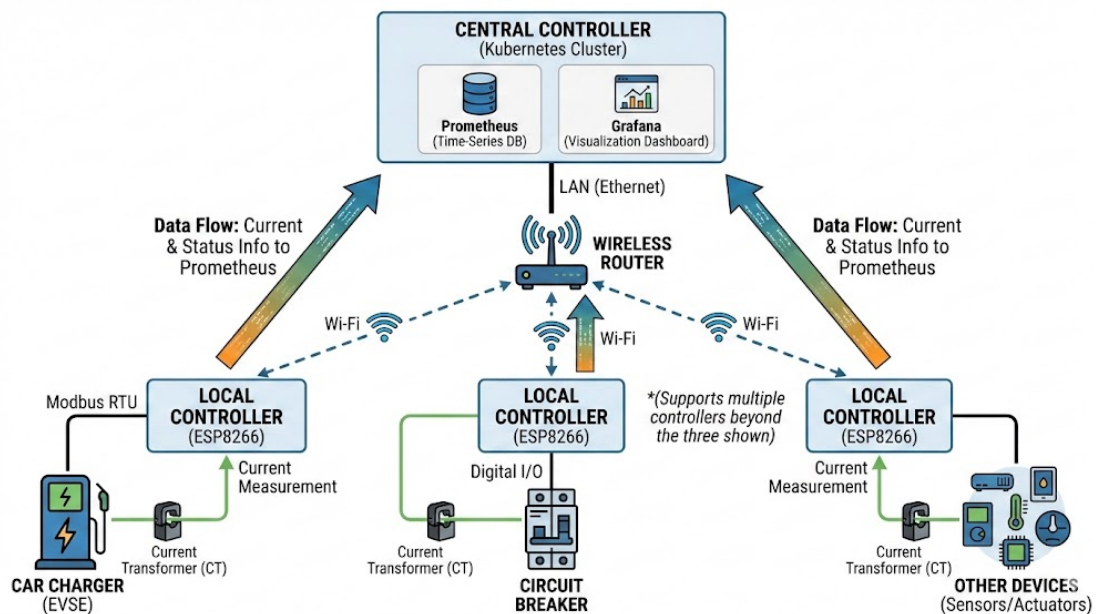 CENTRAL CONTROLLER
(Kubernetes Cluster)
Prometheus
(Time-Series DB)
Grafana
(Visualization Dashboard)
LAN (Ethernet)
Data Flow: Current
& Status Info to
Prometheus
WIRELESS
ROUTER
Data Flow: Current
& Status Info to
Prometheus
Wi-Fi
Wi-Fi
Wi-Fi
Modbus RTU
LOCAL
CONTROLLER
(ESP8266)
LOCAL
CONTROLLER
(ESP8266)
*(Supports multiple
controllers beyond
the three shown)
LOCAL
CONTROLLER
(ESP8266)
Current
Measurement
Digital I/O
Current
Measurement
Current
Transformer (CT)
Current
Transformer (CT)
Current
Transformer (CT)
CAR CHARGER
(EVSE)
CIRCUIT
BREAKER
OTHER DEVICES
(Sensors/Actuators)